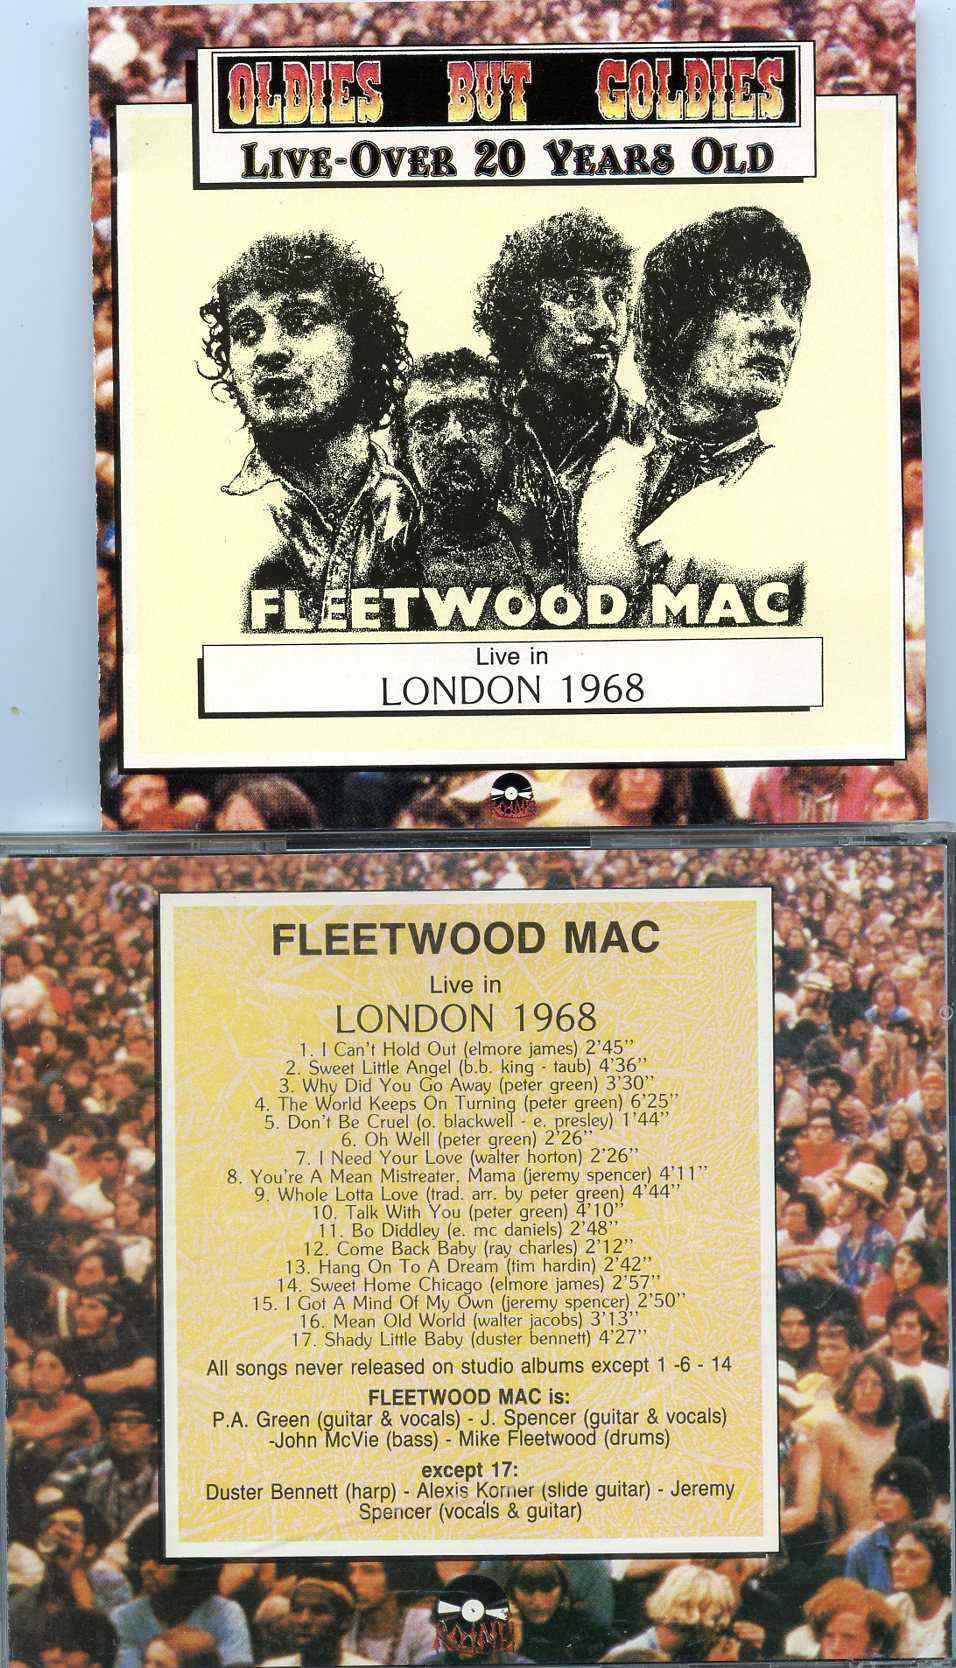 OLDIES BUT GOLDIES
LIVE-OVER 20 YEARS OLD
FLEETWOOD MAC
Live in
LONDON 1968
FLEETWOOD MAC
Live in
LONDON 1968
1. I Can't Hold Out (elmore james) 2'45''
2. Sweet Little Angel (b.b. king - taub) 4'36''
3. Why Did You Go Away (peter green) 3'30''
4. The World Keeps On Turning (peter green) 6'25''
5. Don't Be Cruel (o. blackwell - e. presley) 1'44''
6. Oh Well (peter green) 2'26''
7. I Need Your Love (walter horton) 2'26''
8. You're A Mean Mistreater, Mama (jeremy spencer) 4'11''
9. Whole Lotta Love (trad. arr. by peter green) 4'44''
10. Talk With You (peter green) 4'10''
11. Bo Diddley (e. mc daniels) 2'48''
12. Come Back Baby (ray charles) 2'12''
13. Hang On To A Dream (tim hardin) 2'42''
14. Sweet Home Chicago (elmore james) 2'57''
15. I Got A Mind Of My Own (jeremy spencer) 2'50''
16. Mean Old World (walter jacobs) 3'13''
17. Shady Little Baby (duster bennett) 4'27''
All songs never released on studio albums except 1 -6 - 14
FLEETWOOD MAC is:
P.A. Green (guitar & vocals) - J. Spencer (guitar & vocals)
-John McVie (bass) - Mike Fleetwood (drums)
except 17:
Duster Bennett (harp) - Alexis Korner (slide guitar) - Jeremy
Spencer (vocals & guitar)